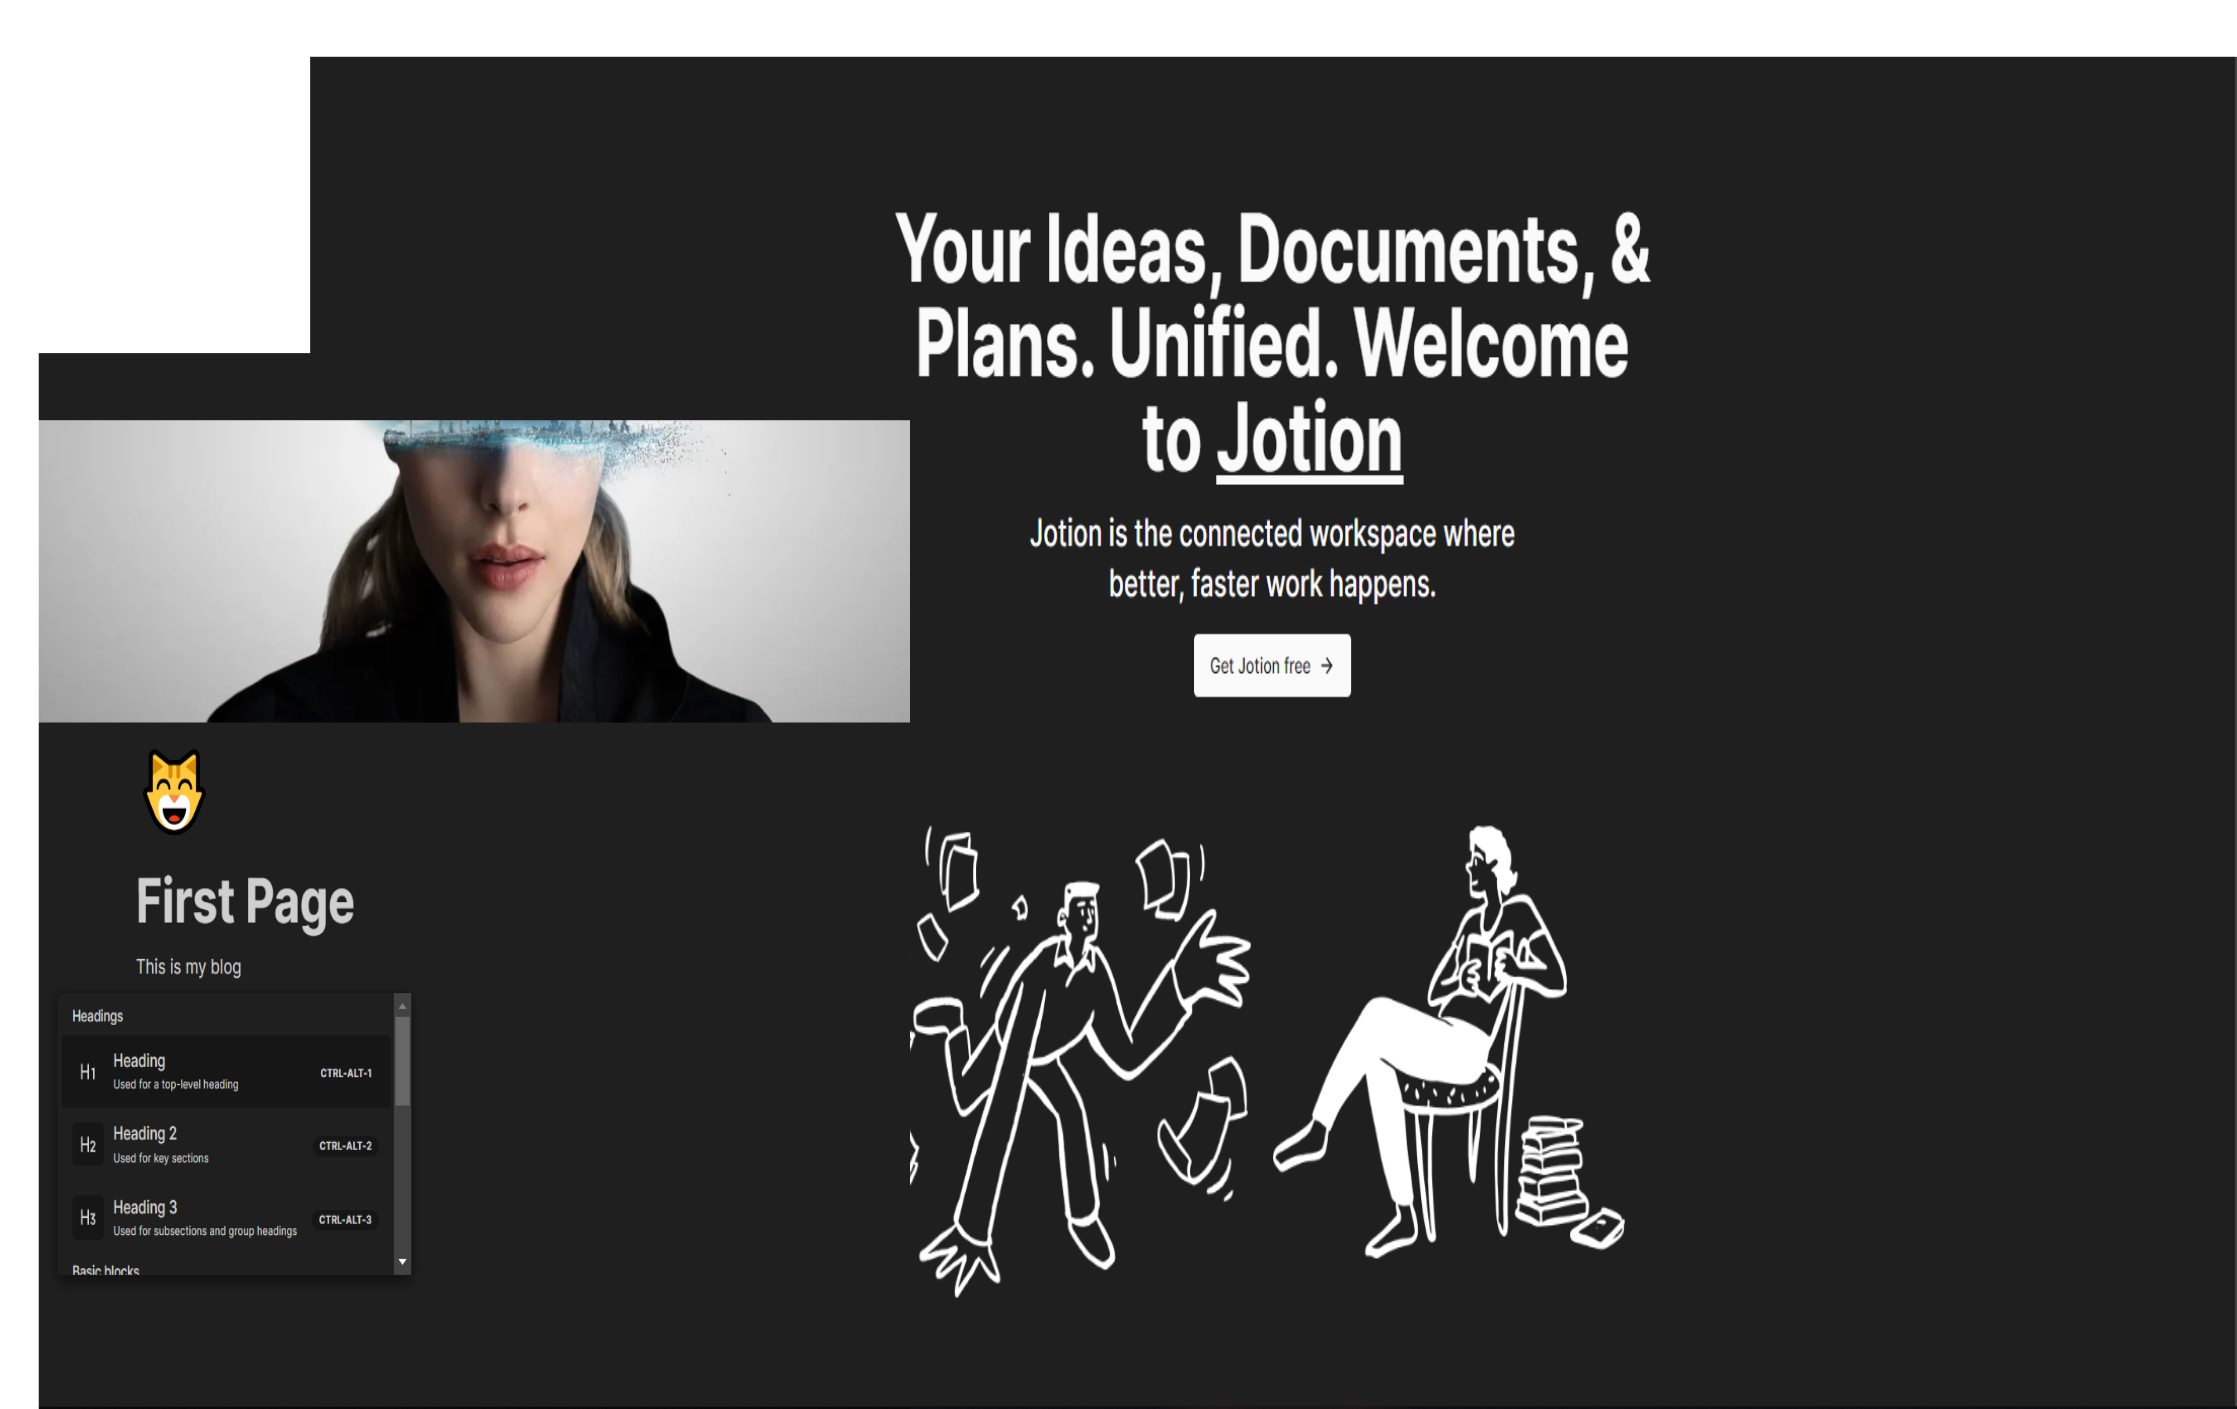 Your Ideas, Documents, &
Plans. Unified. Welcome
to Jotion
Jotion is the connected workspace where
better, faster work happens.
Get Jotion free →
First Page
This is my blog
Headings
H1
Heading
Used for a top-level heading
CTRL-ALT-1
H2
Heading 2
Used for key sections
CTRL-ALT-2
H3
Heading 3
Used for subsections and group headings
CTRL-ALT-3
Basic blocks